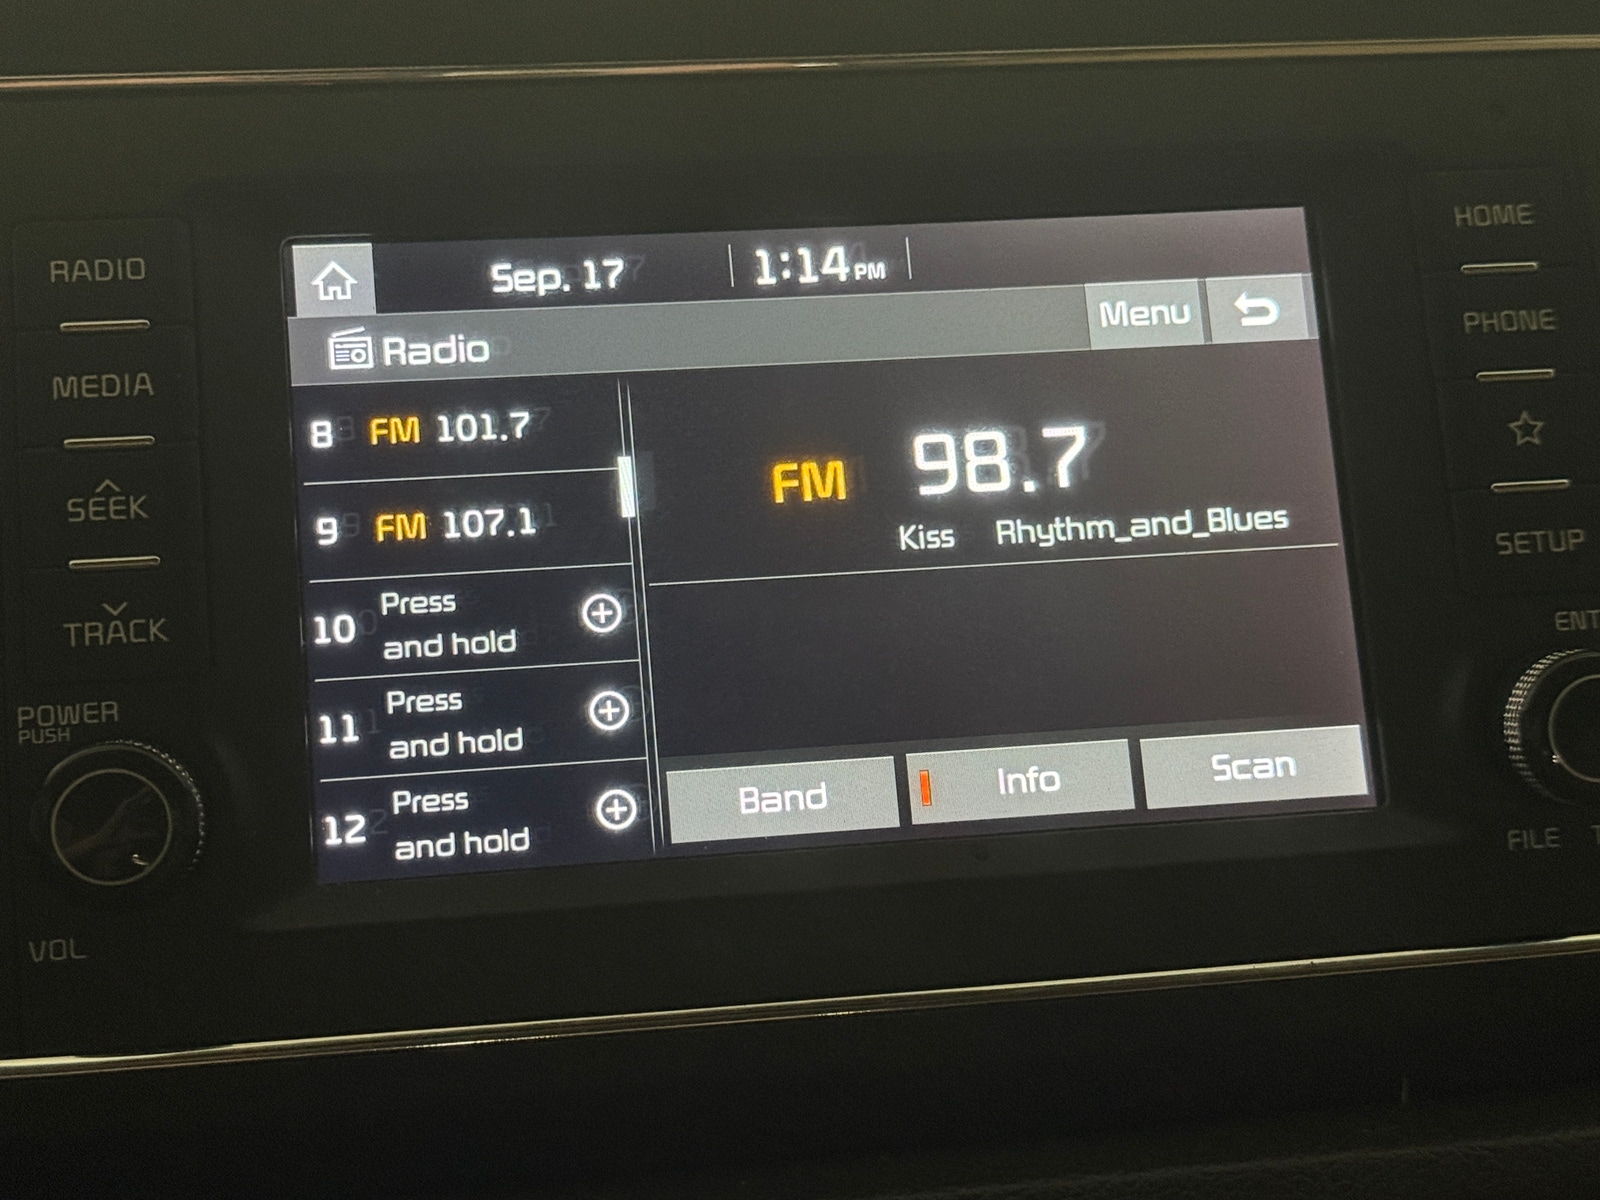 RADIO
MEDIA
SEEK
TRACK
POWER
PUSH
VOL
Sep. 17
1:14 PM
Radio
Menu
8 FM 101.7
9 FM 107.1
10 Press and hold
11 Press and hold
12 Press and hold
FM 98.7
Kiss Rhythm_and_Blues
Band
Info
Scan
HOME
PHONE
SETUP
FILE